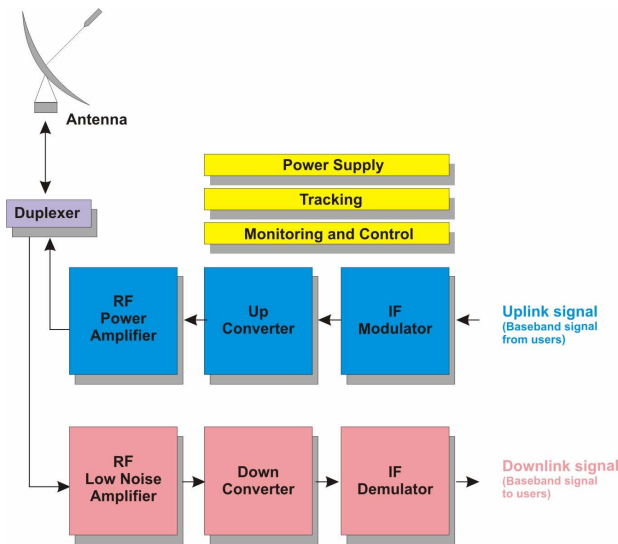 Antenna
Power Supply
Tracking
Duplexer
Monitoring and Control
RF
Power
Amplifier
Up
Converter
IF
Modulator
Uplink signal
(Baseband signal
from users)
RF
Low Noise
Amplifier
Down
Converter
IF
Demulator
Downlink signal
(Baseband signal
to users)